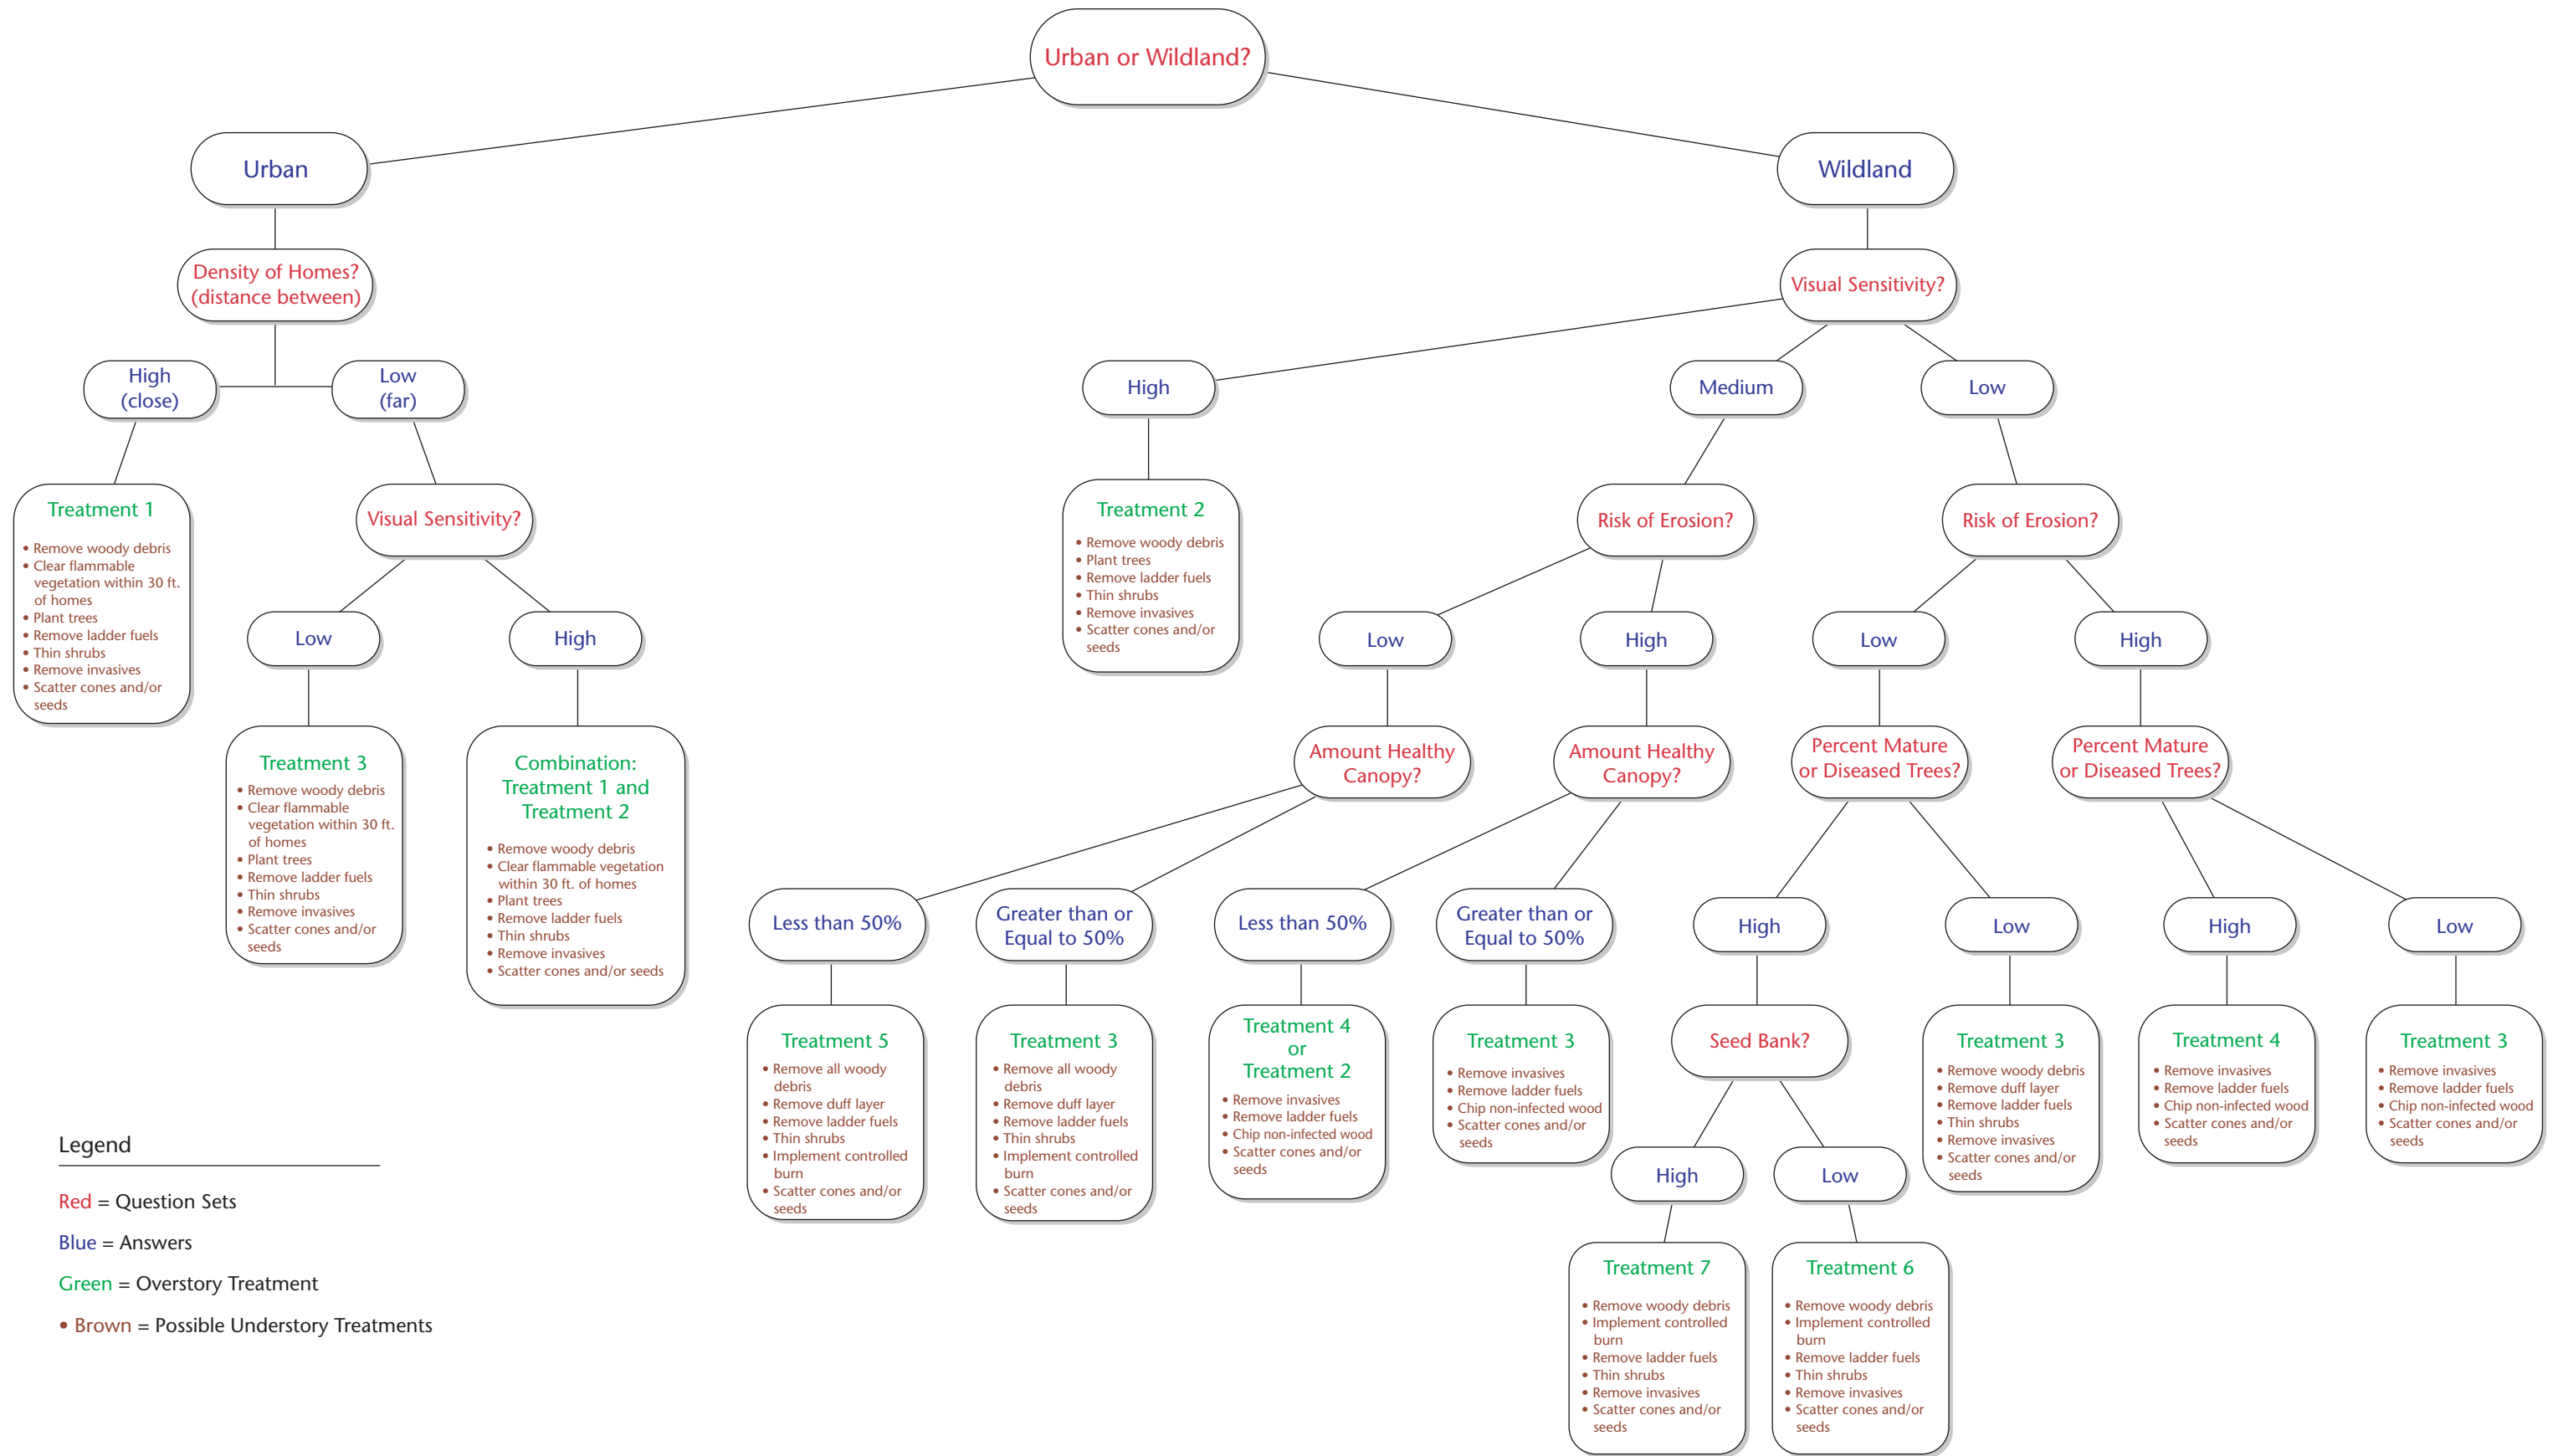 Urban or Wildland?
Urban
Wildland
Density of Homes?
(distance between)
Visual Sensitivity?
High
(close)
Low
(far)
High
Medium
Low
Treatment 1
• Remove woody debris
• Clear flammable
vegetation within 30 ft.
of homes
• Plant trees
• Remove ladder fuels
• Thin shrubs
• Remove invasives
• Scatter cones and/or
seeds
Visual Sensitivity?
Treatment 2
• Remove woody debris
• Plant trees
• Remove ladder fuels
• Thin shrubs
• Remove invasives
• Scatter cones and/or
seeds
Risk of Erosion?
Risk of Erosion?
Low
High
Low
High
Low
High
Treatment 3
• Remove woody debris
• Clear flammable
vegetation within 30 ft.
of homes
• Plant trees
• Remove ladder fuels
• Thin shrubs
• Remove invasives
• Scatter cones and/or
seeds
Combination:
Treatment 1 and
Treatment 2
• Remove woody debris
• Clear flammable vegetation
within 30 ft. of homes
• Plant trees
• Remove ladder fuels
• Thin shrubs
• Remove invasives
• Scatter cones and/or seeds
Amount Healthy
Canopy?
Amount Healthy
Canopy?
Percent Mature
or Diseased Trees?
Percent Mature
or Diseased Trees?
Less than 50%
Greater than or
Equal to 50%
Less than 50%
Greater than or
Equal to 50%
High
Low
High
Low
Treatment 5
• Remove all woody
debris
• Remove duff layer
• Remove ladder fuels
• Thin shrubs
• Implement controlled
burn
• Scatter cones and/or
seeds
Treatment 3
• Remove all woody
debris
• Remove duff layer
• Remove ladder fuels
• Thin shrubs
• Implement controlled
burn
• Scatter cones and/or
seeds
Treatment 4
or
Treatment 2
• Remove invasives
• Remove ladder fuels
• Chip non-infected wood
• Scatter cones and/or
seeds
Treatment 3
• Remove invasives
• Remove ladder fuels
• Chip non-infected wood
• Scatter cones and/or
seeds
Seed Bank?
Treatment 3
• Remove woody debris
• Remove duff layer
• Remove ladder fuels
• Thin shrubs
• Remove invasives
• Scatter cones and/or
seeds
Treatment 4
• Remove invasives
• Remove ladder fuels
• Chip non-infected wood
• Scatter cones and/or
seeds
Treatment 3
• Remove invasives
• Remove ladder fuels
• Chip non-infected wood
• Scatter cones and/or
seeds
High
Low
Treatment 7
• Remove woody debris
• Implement controlled
burn
• Remove ladder fuels
• Thin shrubs
• Remove invasives
• Scatter cones and/or
seeds
Treatment 6
• Remove woody debris
• Implement controlled
burn
• Remove ladder fuels
• Thin shrubs
• Remove invasives
• Scatter cones and/or
seeds
Legend
Red = Question Sets
Blue = Answers
Green = Overstory Treatment
• Brown = Possible Understory Treatments